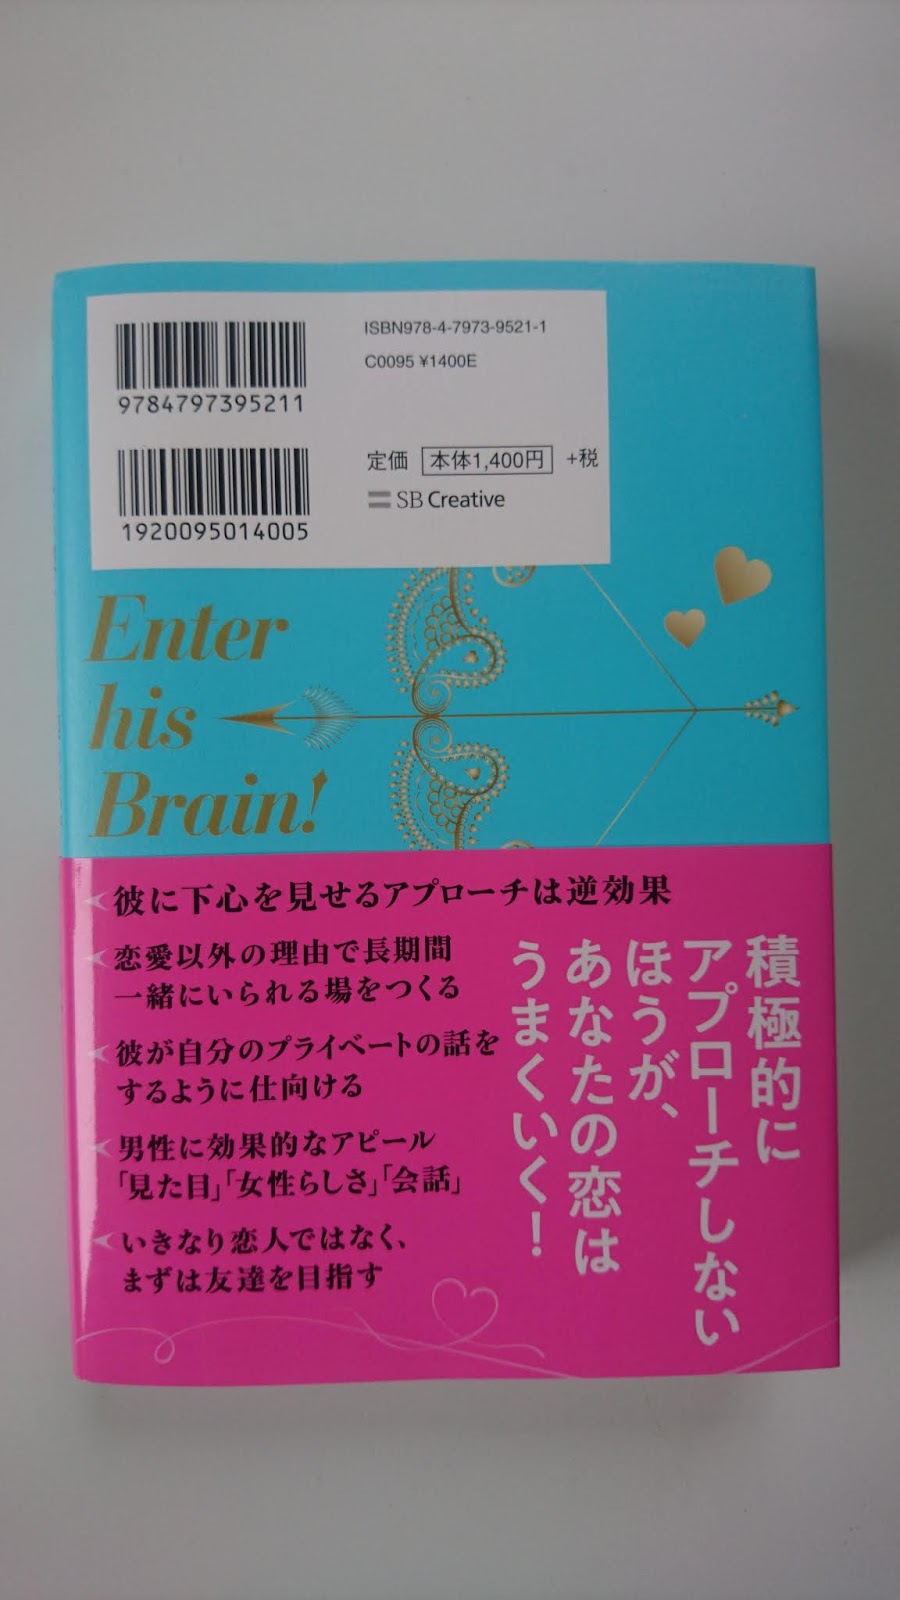 ISBN978-4-7973-9521-1
C0095 ¥1400E
9784797395211
定価 本体1,400円 +税
SB Creative
1920095014005
Enter
his
Brain!
彼に下心を見せるアプローチは逆効果
恋愛以外の理由で長期間
一緒にいられる場をつくる
彼が自分のプライベートの話を
するように仕向ける
男性に効果的なアピール
「見た目」「女性らしさ」「会話」
いきなり恋人ではなく、
まずは友達を目指す
積極的に
アプローチしない
ほうが、
あなたの恋は
うまくいく！